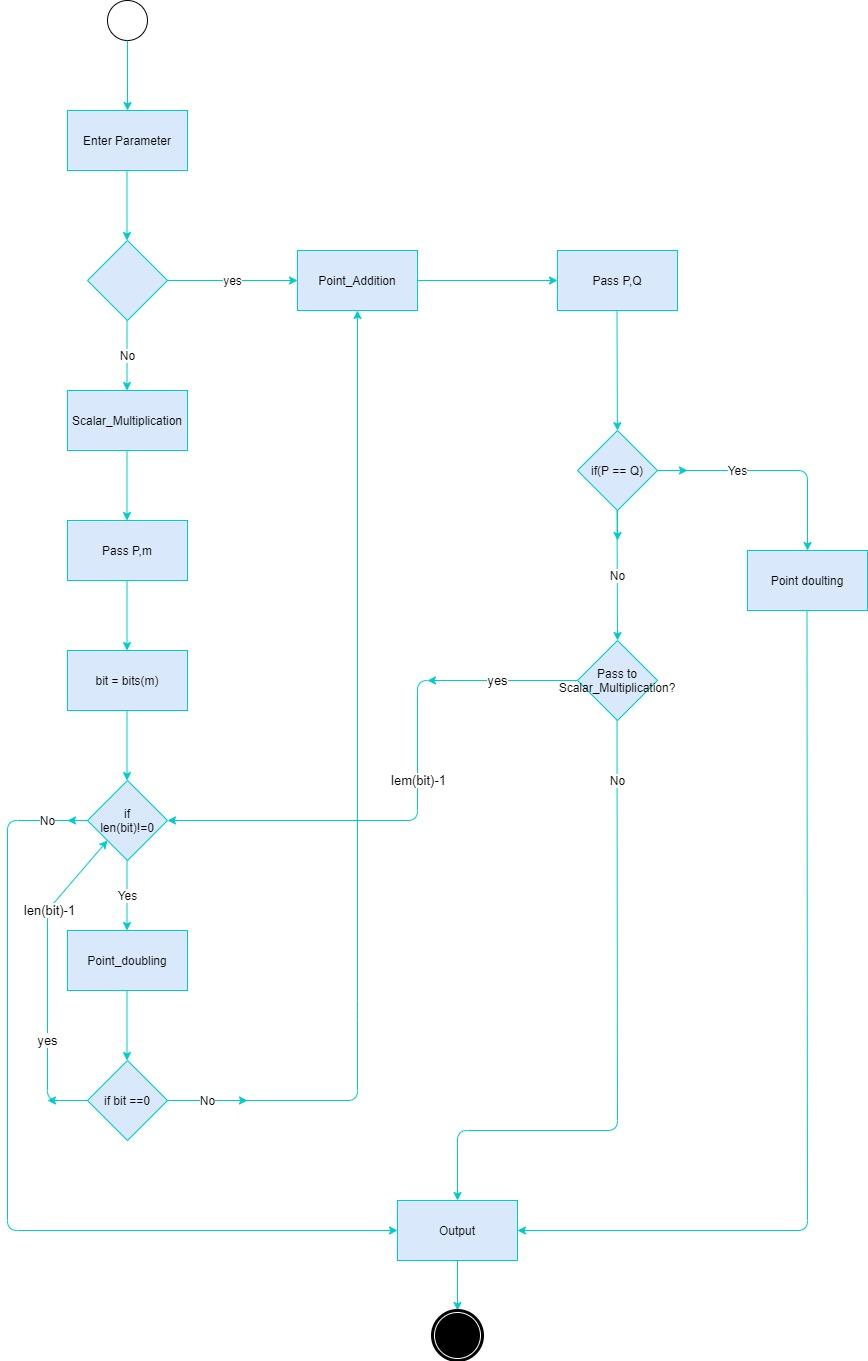 Enter Parameter
yes
Point_Addition
Pass P,Q
No
Scalar_Multiplication
if(P == Q)
Yes
Pass P,m
No
Point doulting
bit = bits(m)
Pass to
Scalar_Multiplication?
yes
lem(bit)-1
No
if
len(bit)!=0
No
Yes
len(bit)-1
Point_doubling
yes
if bit ==0
No
Output